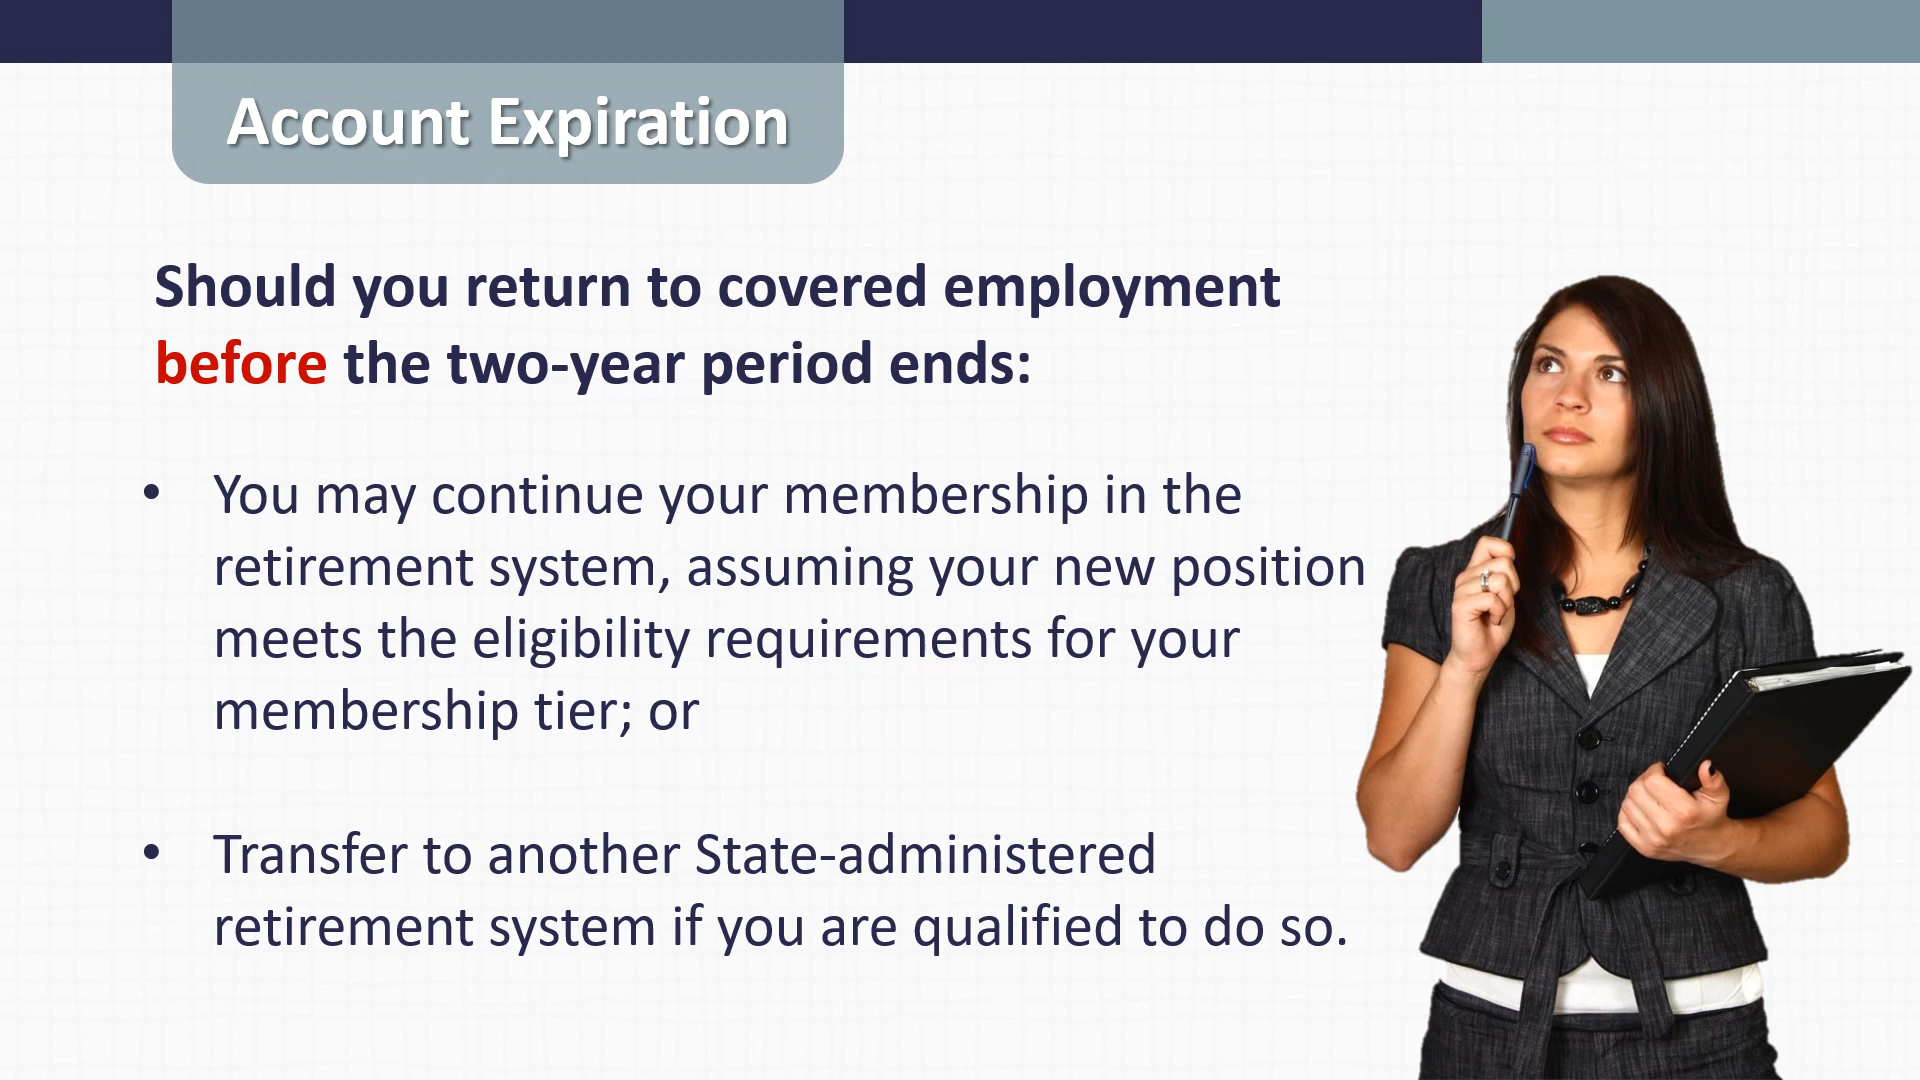 Account Expiration
Should you return to covered employment
before the two-year period ends:
• You may continue your membership in the
retirement system, assuming your new position
meets the eligibility requirements for your
membership tier; or
• Transfer to another State-administered
retirement system if you are qualified to do so.